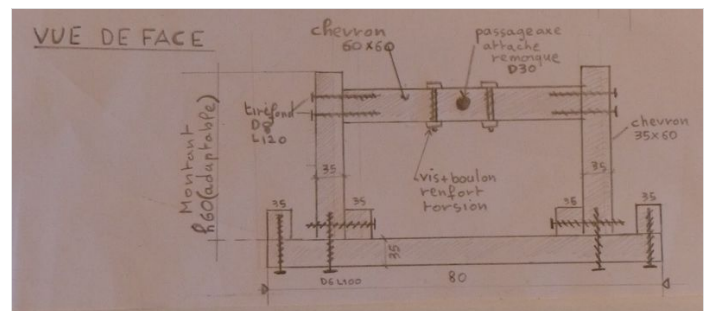 VUE DE FACE
chevron
60x60
passage axe
attache
remorque
D30
tirefond
D8
L120
Montant
h60(adaptable)
chevron
35x60
vis+boulon
renfort
torsion
35
35
35
35
35
35
35
D6 L100
80